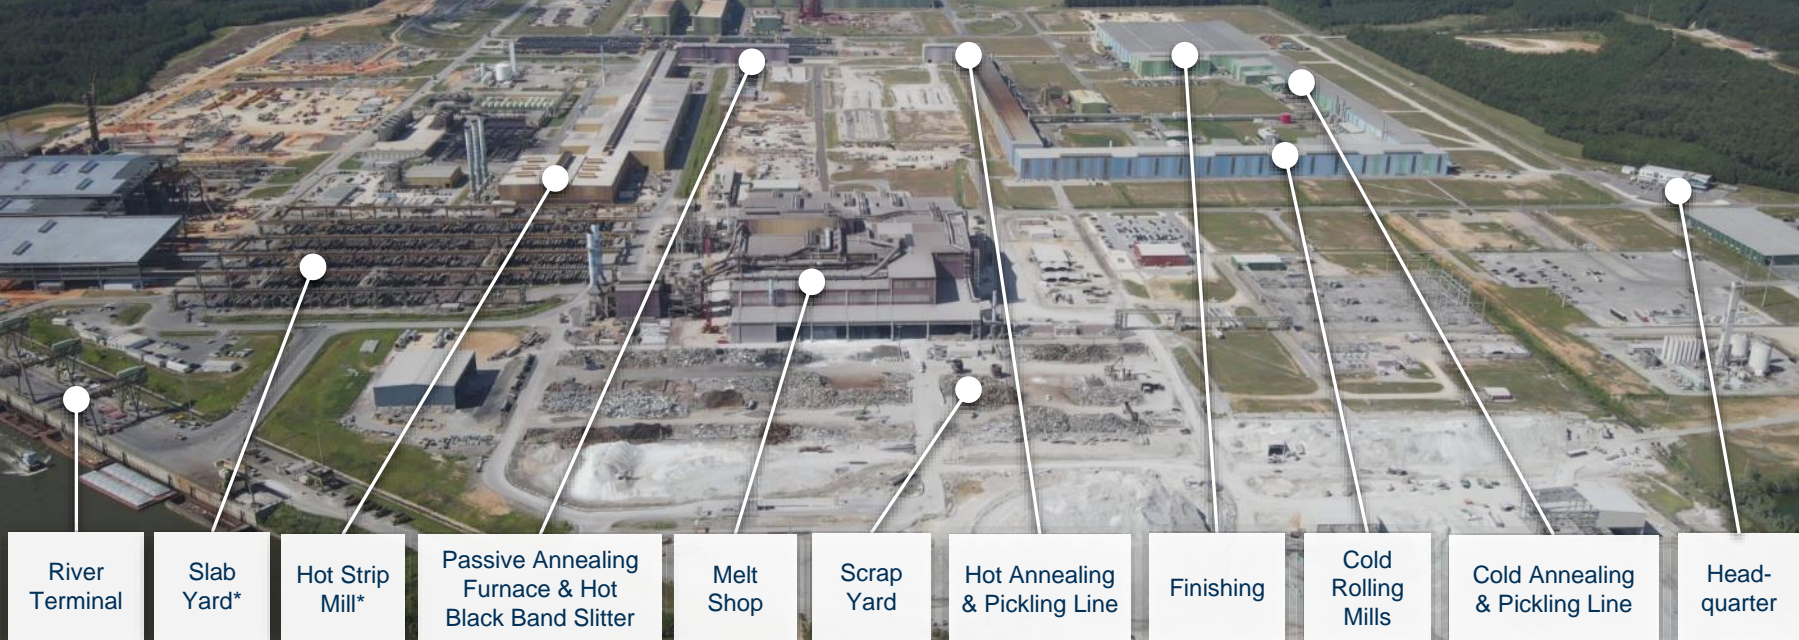 River
Terminal
Slab
Yard*
Hot Strip
Mill*
Passive Annealing
Furnace & Hot
Black Band Slitter
Melt
Shop
Scrap
Yard
Hot Annealing
& Pickling Line
Finishing
Cold
Rolling
Mills
Cold Annealing
& Pickling Line
Head-
quarter